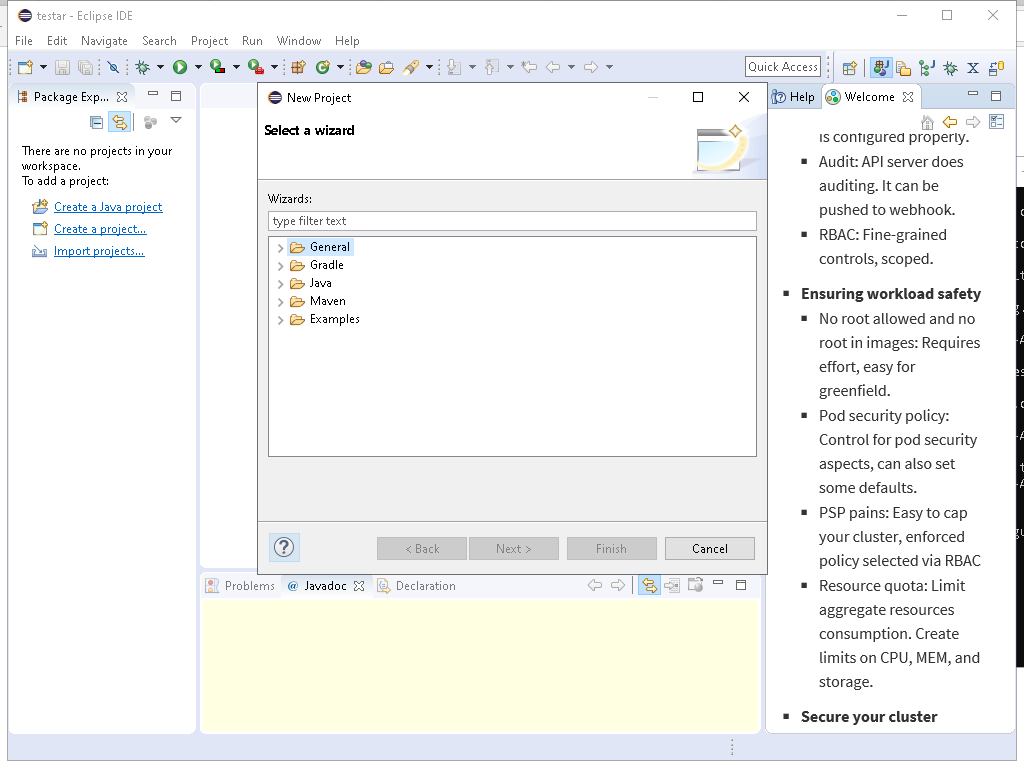 testar - Eclipse IDE
File Edit Navigate Search Project Run Window Help
Quick Access
Package Exp...
There are no projects in your
workspace.
To add a project:
Create a Java project
Create a project...
Import projects...
New Project
Select a wizard
Wizards:
type filter text
General
Gradle
Java
Maven
Examples
< Back
Next >
Finish
Cancel
Problems
@ Javadoc
Declaration
Help
Welcome
is configured properly.
▪ Audit: API server does
auditing. It can be
pushed to webhook.
▪ RBAC: Fine-grained
controls, scoped.
▪ Ensuring workload safety
▪ No root allowed and no
root in images: Requires
effort, easy for
greenfield.
▪ Pod security policy:
Control for pod security
aspects, can also set
some defaults.
▪ PSP pains: Easy to cap
your cluster, enforced
policy selected via RBAC
▪ Resource quota: Limit
aggregate resources
consumption. Create
limits on CPU, MEM, and
storage.
▪ Secure your cluster